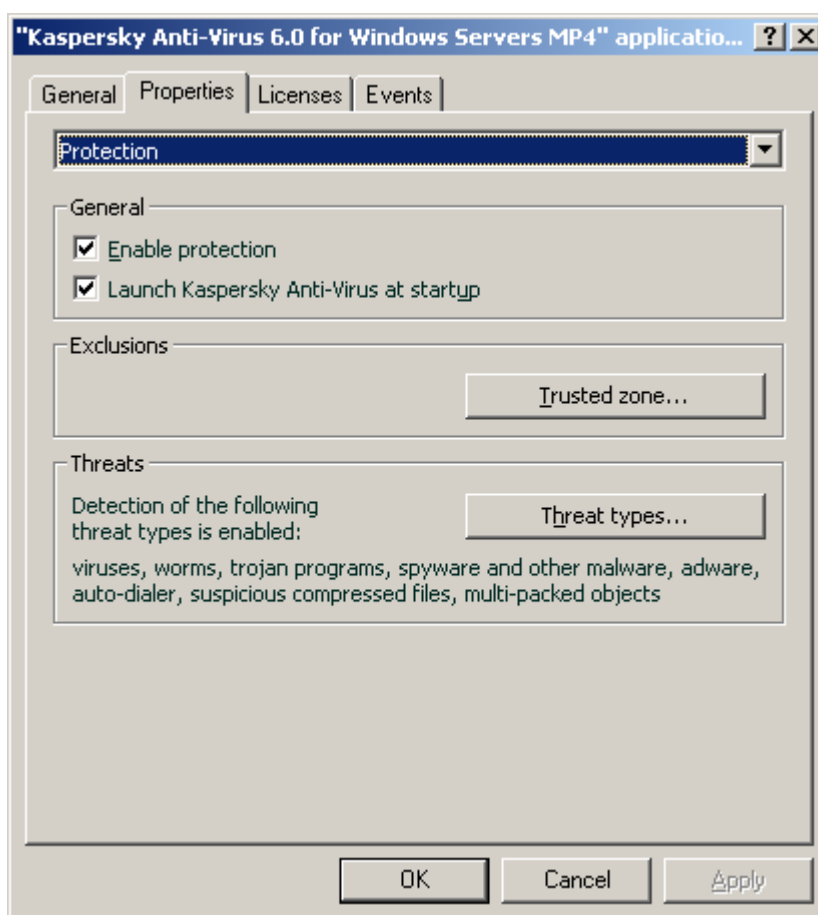 "Kaspersky Anti-Virus 6.0 for Windows Servers MP4" applicatio...
General Properties Licenses Events
Protection
General
Enable protection
Launch Kaspersky Anti-Virus at startup
Exclusions
Trusted zone...
Threats
Detection of the following
threat types is enabled:
Threat types...
viruses, worms, trojan programs, spyware and other malware, adware,
auto-dialer, suspicious compressed files, multi-packed objects
OK Cancel Apply